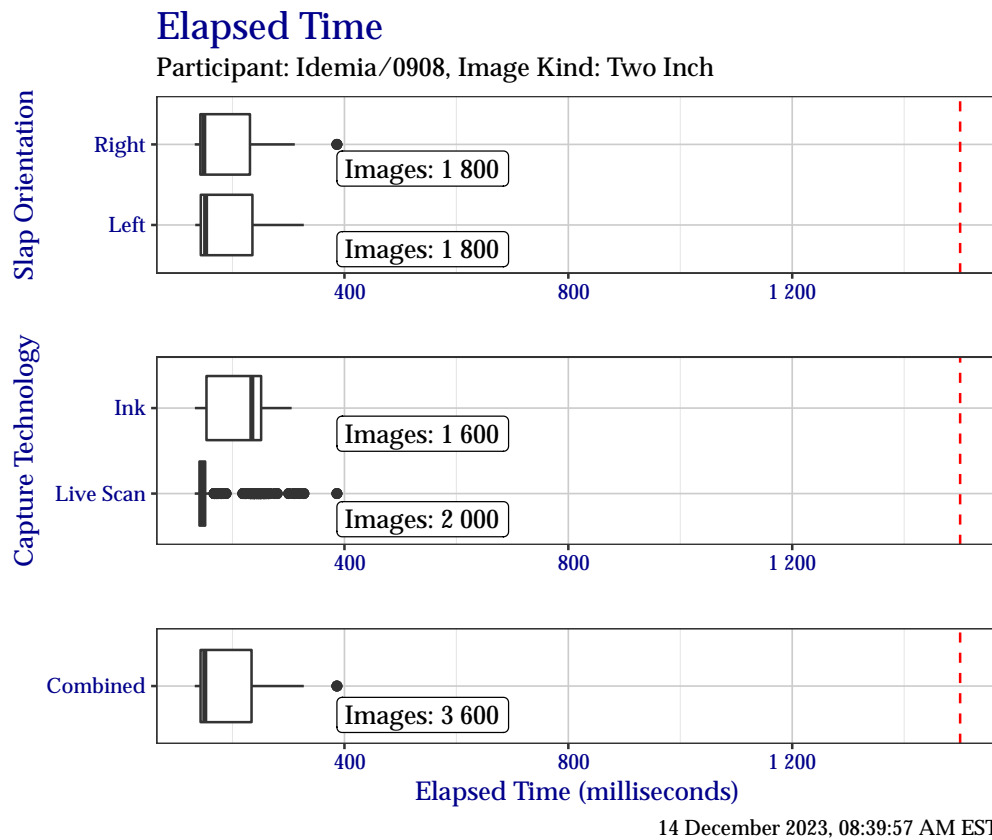 Elapsed Time
Participant: Idemia/0908, Image Kind: Two Inch
Slap Orientation
Right
Images: 1 800
Left
Images: 1 800
400 800 1 200
Capture Technology
Ink
Images: 1 600
Live Scan
Images: 2 000
400 800 1 200
Combined
Images: 3 600
400 800 1 200
Elapsed Time (milliseconds)
14 December 2023, 08:39:57 AM EST